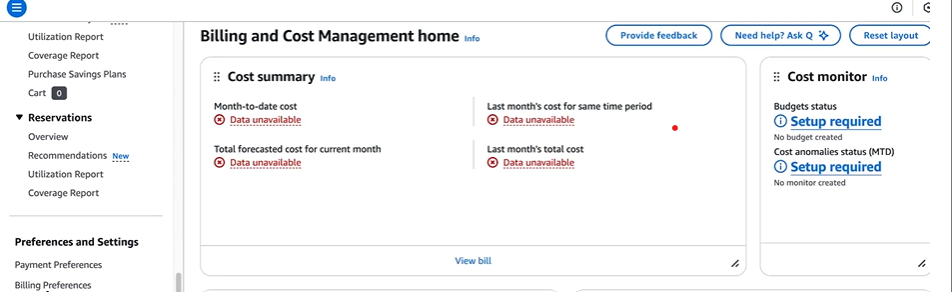 Utilization Report
Coverage Report
Purchase Savings Plans
Cart 0
Reservations
Overview
Recommendations New
Utilization Report
Coverage Report
Preferences and Settings
Payment Preferences
Billing Preferences
Billing and Cost Management home Info
Provide feedback
Need help? Ask Q
Reset layout
Cost summary Info
Month-to-date cost
Data unavailable
Last month's cost for same time period
Data unavailable
Total forecasted cost for current month
Data unavailable
Last month's total cost
Data unavailable
View bill
Cost monitor Info
Budgets status
Setup required
No budget created
Cost anomalies status (MTD)
Setup required
No monitor created